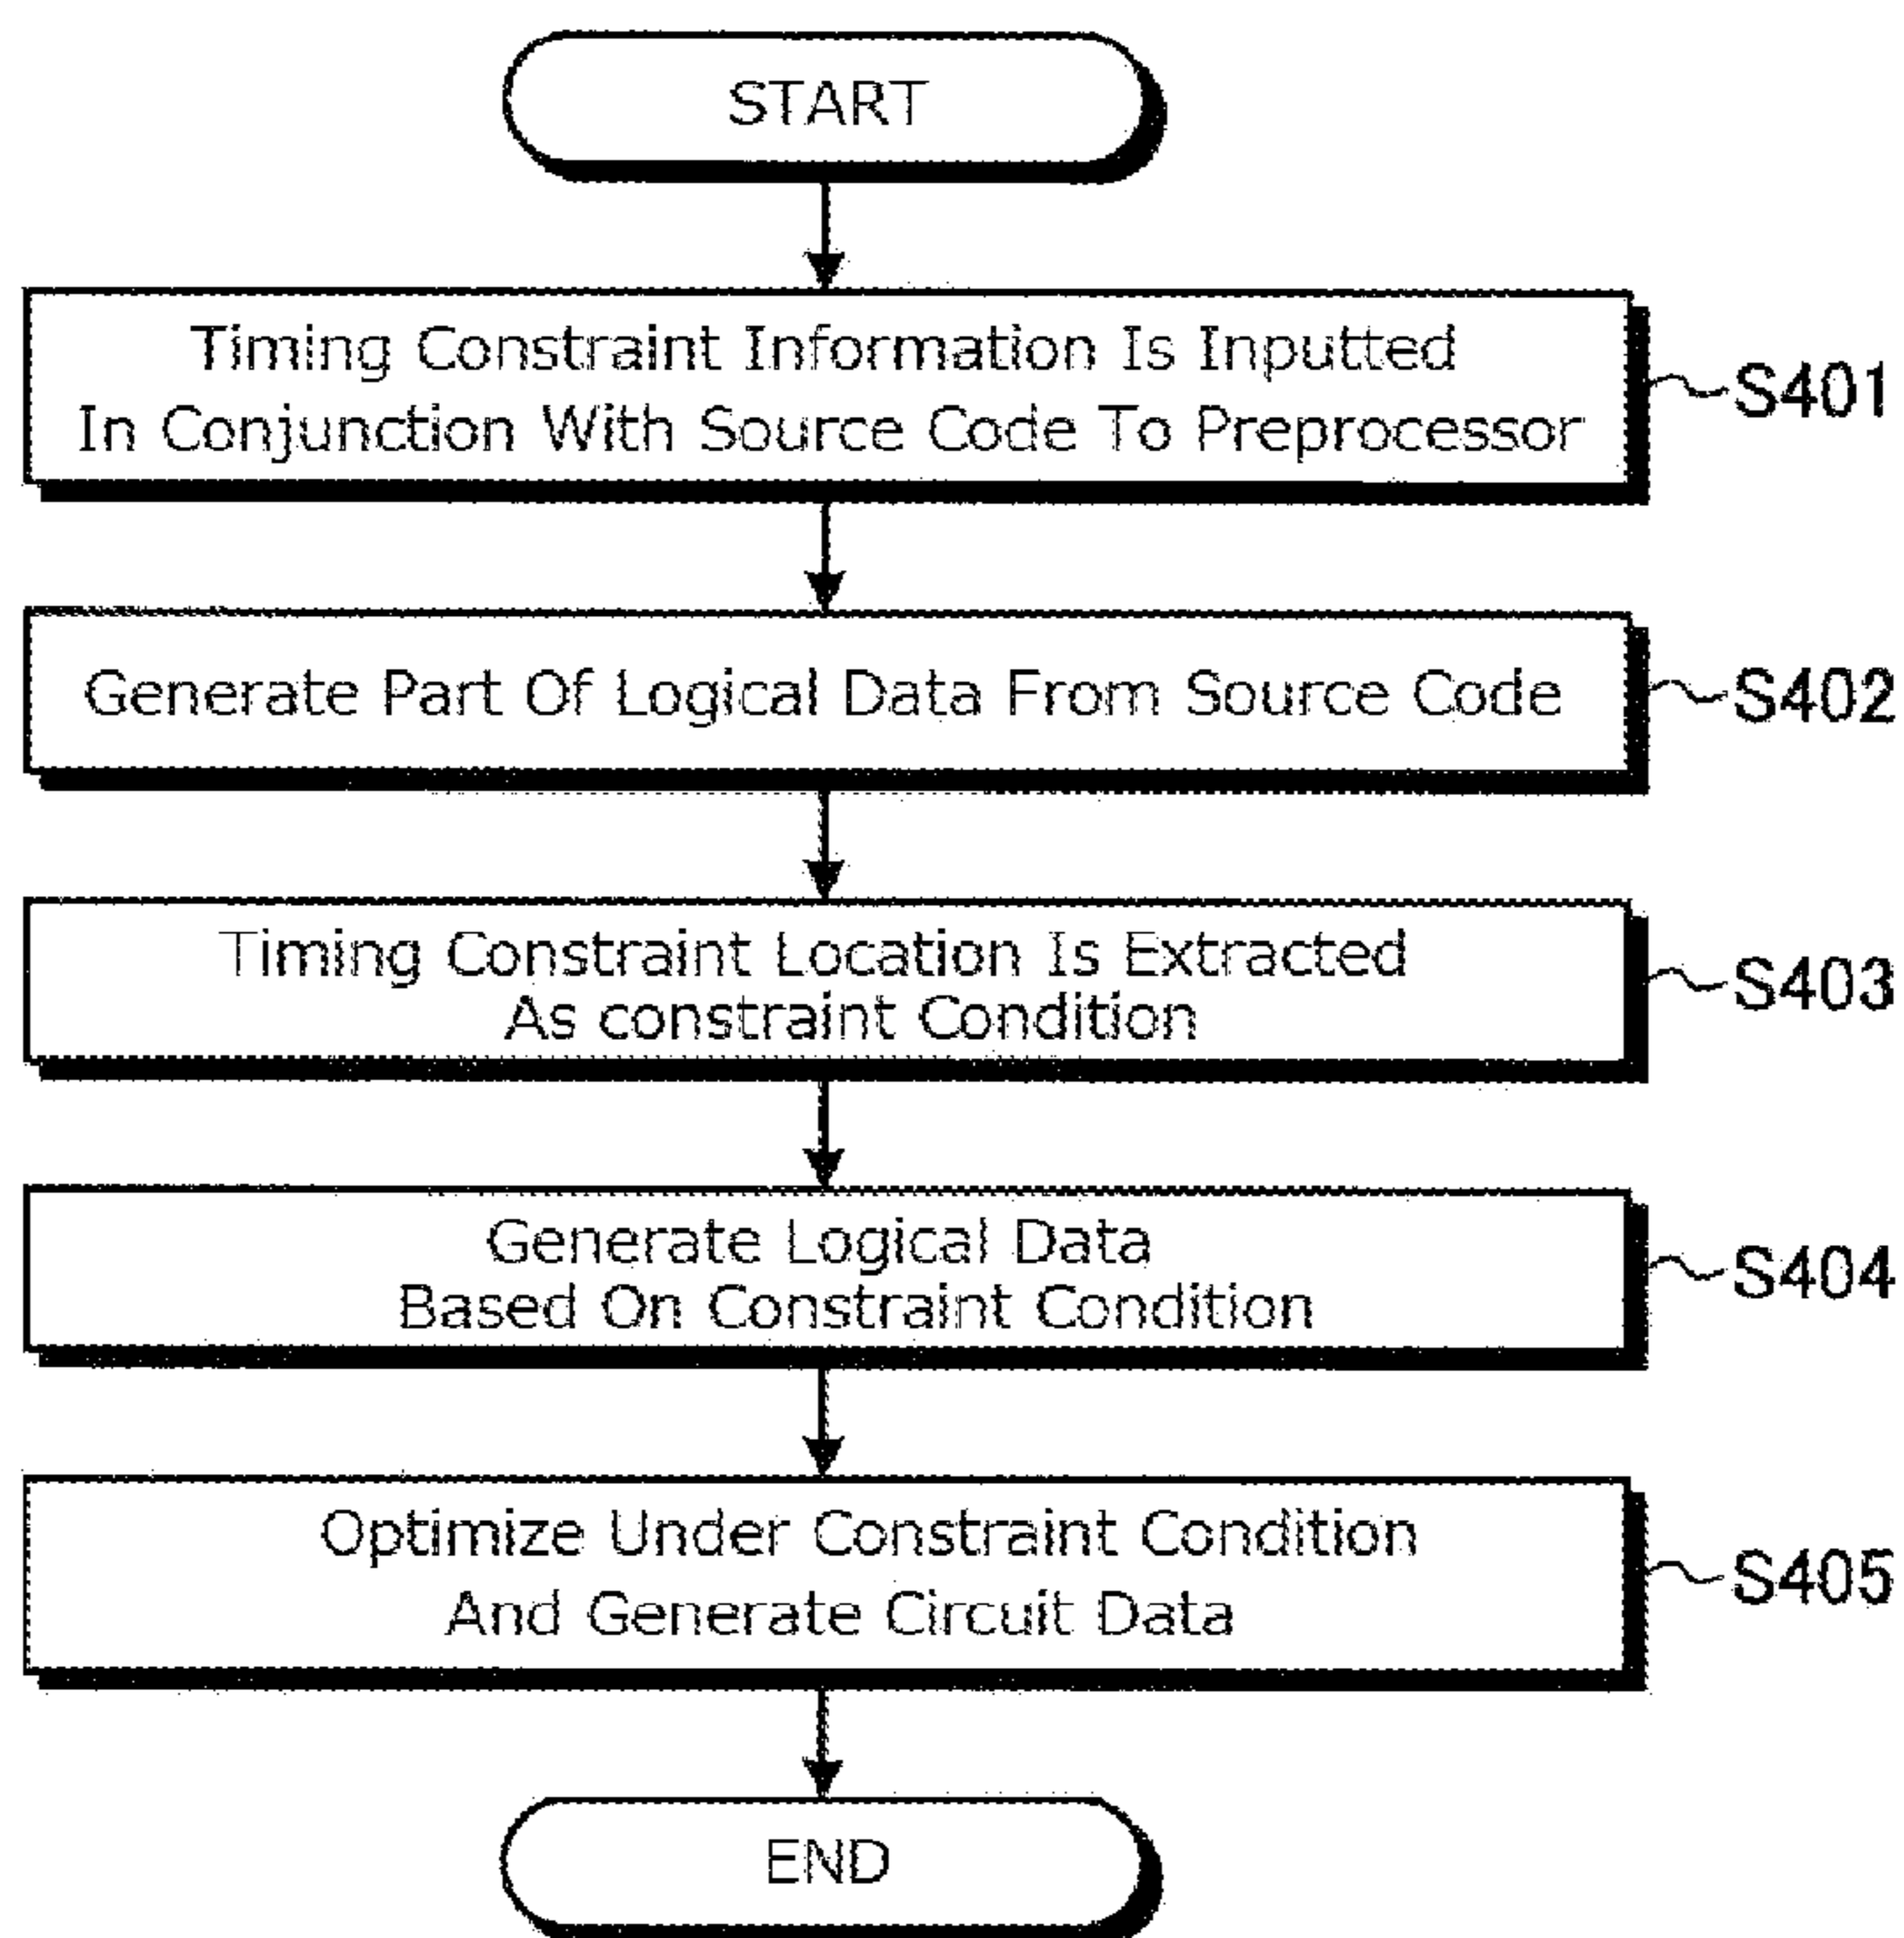 START
Timing Constraint Information Is Inputted
In Conjunction With Source Code To Preprocessor
S401
Generate Part Of Logical Data From Source Code
S402
Timing Constraint Location Is Extracted
As constraint Condition
S403
Generate Logical Data
Based On Constraint Condition
S404
Optimize Under Constraint Condition
And Generate Circuit Data
S405
END